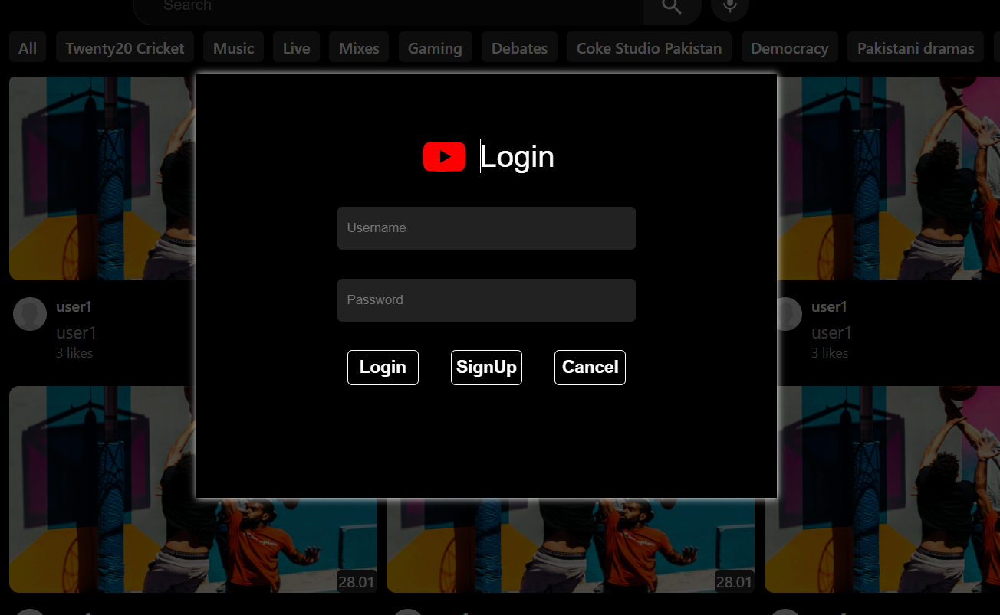 Search
All Twenty20 Cricket Music Live Mixes Gaming Debates Coke Studio Pakistan Democracy Pakistani dramas
Login
Username
Password
Login SignUp Cancel
user1
user1
3 likes
user1
user1
3 likes
28.01
28.01